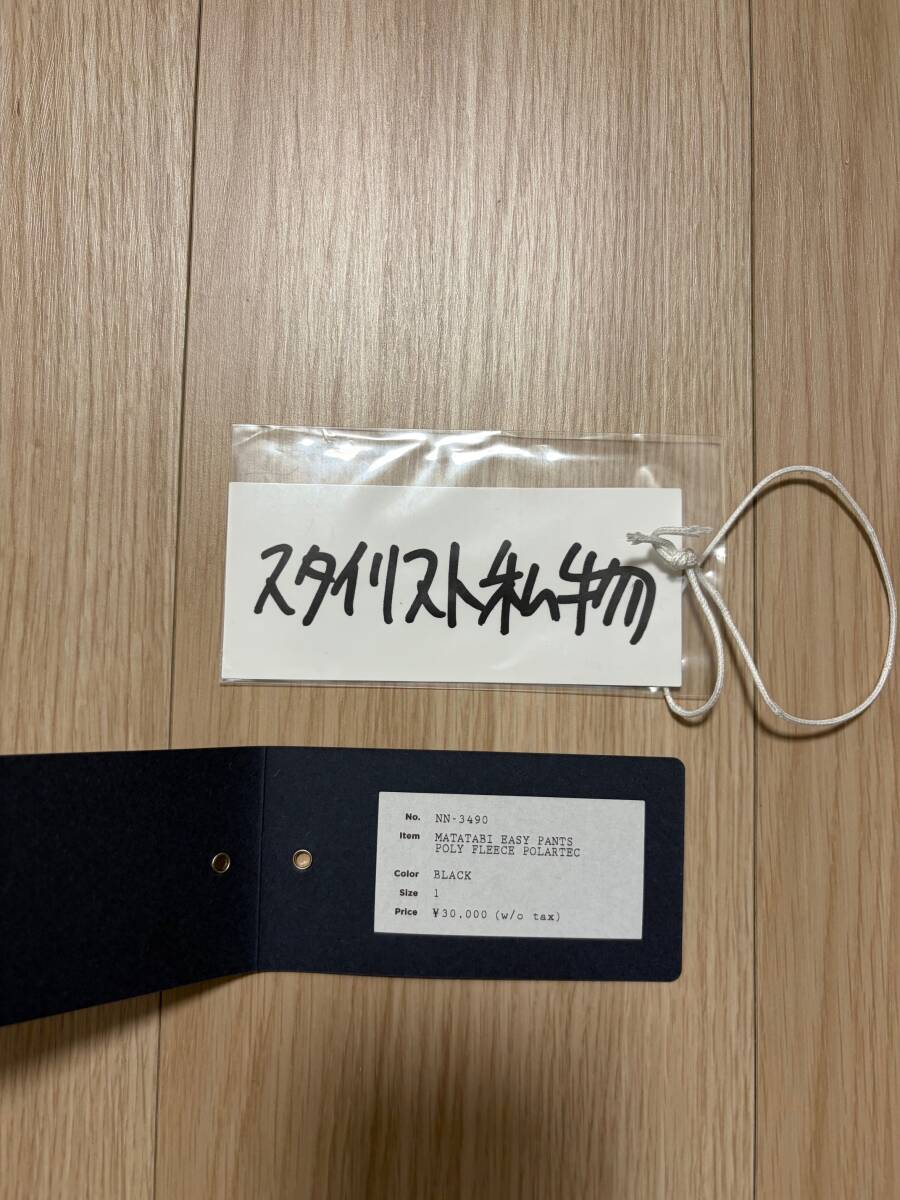 スタイリスト私物
No. NN-3490
Item MATATABI EASY PANTS
POLY FLEECE POLARTEC
Color BLACK
Size 1
Price ¥30,000 (w/o tax)